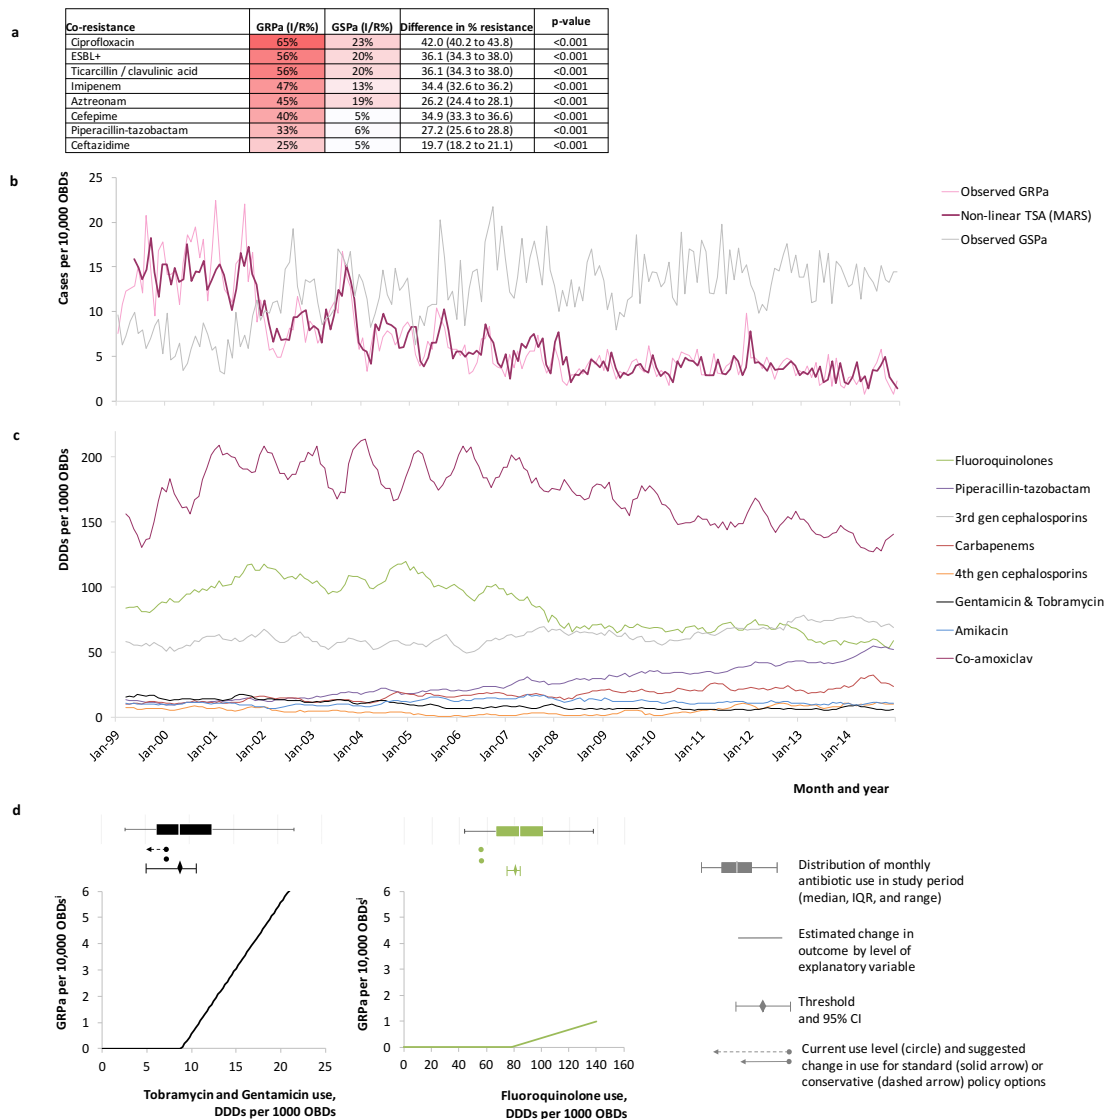 a
Co-resistance GRPa (I/R%) GSPa (I/R%) Difference in % resistance p-value
Ciprofloxacin 65% 23% 42.0 (40.2 to 43.8) <0.001
ESBL+ 56% 20% 36.1 (34.3 to 38.0) <0.001
Ticarcillin / clavulinic acid 56% 20% 36.1 (34.3 to 38.0) <0.001
Imipenem 47% 13% 34.4 (32.6 to 36.2) <0.001
Aztreonam 45% 19% 26.2 (24.4 to 28.1) <0.001
Cefepime 40% 5% 34.9 (33.3 to 36.6) <0.001
Piperacillin-tazobactam 33% 6% 27.2 (25.6 to 28.8) <0.001
Ceftazidime 25% 5% 19.7 (18.2 to 21.1) <0.001
b
Cases per 10,000 OBDs
25
20
15
10
5
0
Observed GRPa
Non-linear TSA (MARS)
Observed GSPa
c
DDDs per 1000 OBDs
200
150
100
50
0
Jan-99 Jan-00 Jan-01 Jan-02 Jan-03 Jan-04 Jan-05 Jan-06 Jan-07 Jan-08 Jan-09 Jan-10 Jan-11 Jan-12 Jan-13 Jan-14
Month and year
Fluoroquinolones
Piperacillin-tazobactam
3rd gen cephalosporins
Carbapenems
4th gen cephalosporins
Gentamicin & Tobramycin
Amikacin
Co-amoxiclav
d
GRPa per 10,000 OBDs
6
5
4
3
2
1
0
0 5 10 15 20 25
Tobramycin and Gentamicin use,
DDDs per 1000 OBDs
GRPa per 10,000 OBDs
6
5
4
3
2
1
0
0 20 40 60 80 100 120 140 160
Fluoroquinolone use,
DDDs per 1000 OBDs
Distribution of monthly
antibiotic use in study period
(median, IQR, and range)
Estimated change in
outcome by level of
explanatory variable
Threshold
and 95% CI
Current use level (circle) and suggested
change in use for standard (solid arrow) or
conservative (dashed arrow) policy options